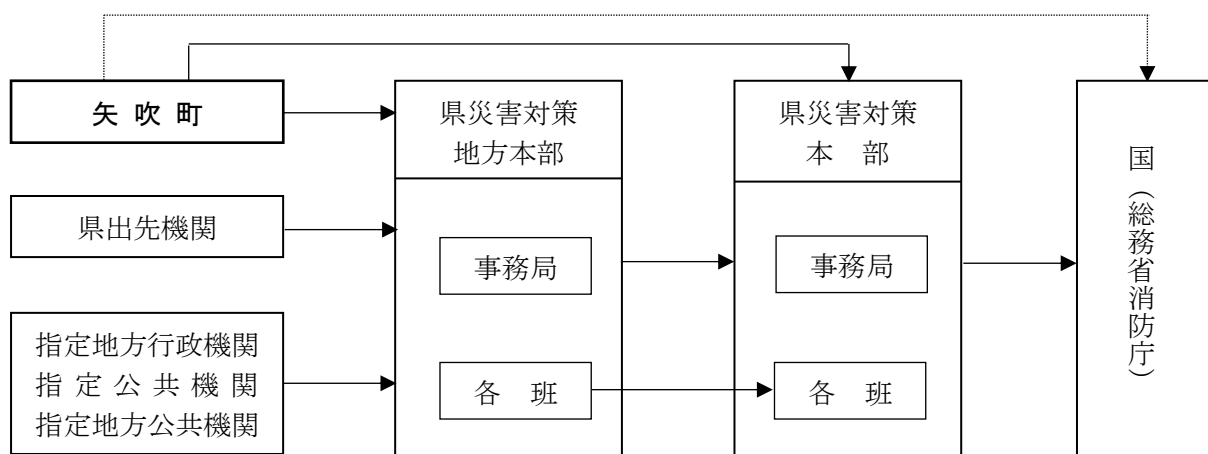 矢吹町
県出先機関
指定地方行政機関
指定公共機関
指定地方公共機関
県災害対策
地方本部
事務局
各班
県災害対策
本部
事務局
各班
国（総務省消防庁）